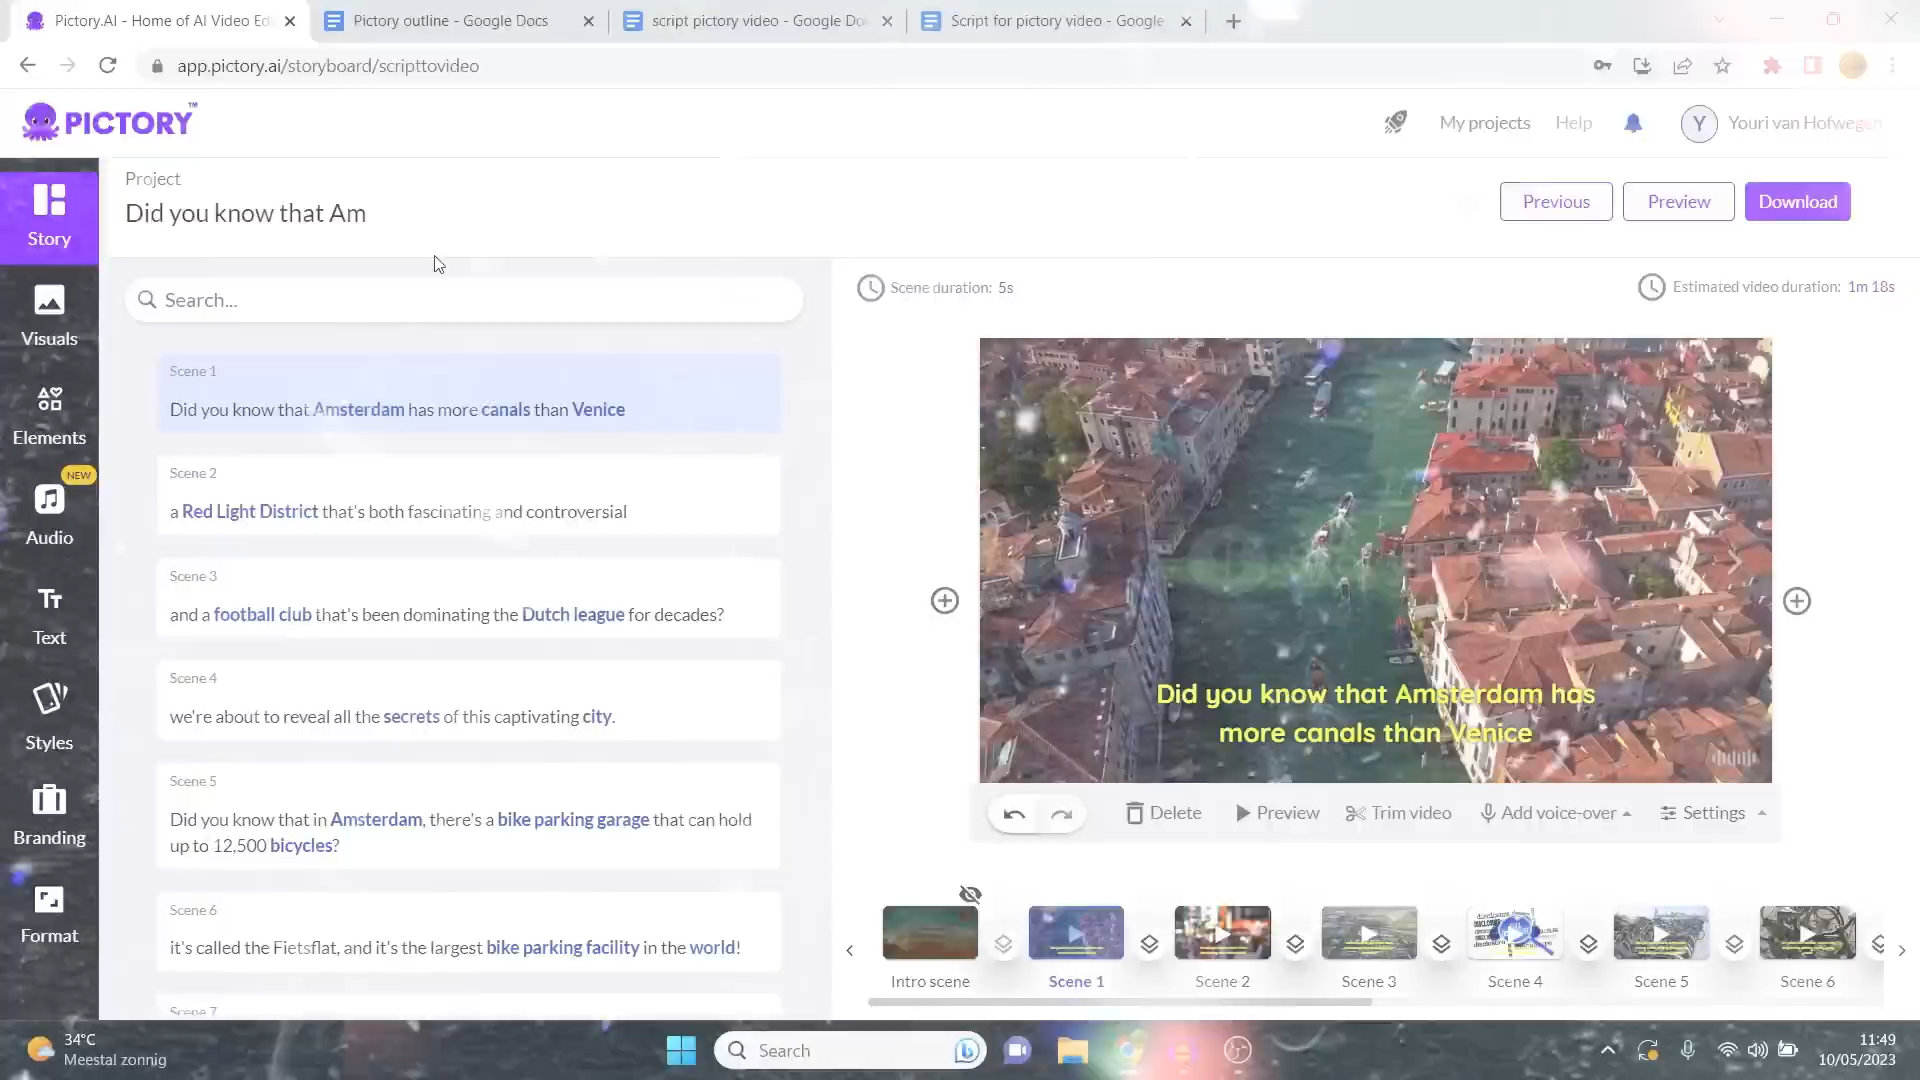 Pictory.AI - Home of AI Video Ed
Pictory outline - Google Docs
script pictory video - Google Do
Script for pictory video - Google
app.pictory.ai/storyboard/scripttovideo
PICTORY™
My projects
Help
Y
Youri van Hofwegen
Project
Did you know that Am
Previous
Preview
Download
Story
Visuals
Elements
NEW
Audio
Text
Styles
Branding
Format
Search...
Scene 1
Did you know that Amsterdam has more canals than Venice
Scene 2
a Red Light District that's both fascinating and controversial
Scene 3
and a football club that's been dominating the Dutch league for decades?
Scene 4
we're about to reveal all the secrets of this captivating city.
Scene 5
Did you know that in Amsterdam, there's a bike parking garage that can hold
up to 12,500 bicycles?
Scene 6
it's called the Fietsflat, and it's the largest bike parking facility in the world!
Scene 7
Scene duration: 5s
Estimated video duration: 1m 18s
Did you know that Amsterdam has
more canals than Venice
Delete
Preview
Trim video
Add voice-over
Settings
Intro scene
Scene 1
Scene 2
Scene 3
Scene 4
Scene 5
Scene 6
34°C
Meestal zonnig
Search
11:49
10/05/2023